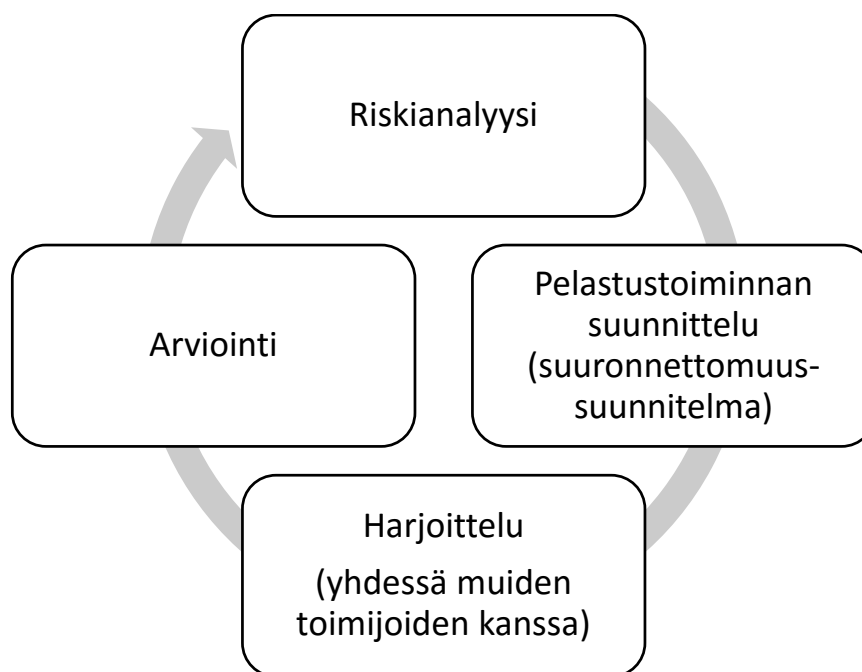 Riskianalyysi
Pelastustoiminnan
suunnittelu
(suuronnettomuus-
suunnitelma)
Arviointi
Harjoittelu
(yhdessä muiden
toimijoiden kanssa)